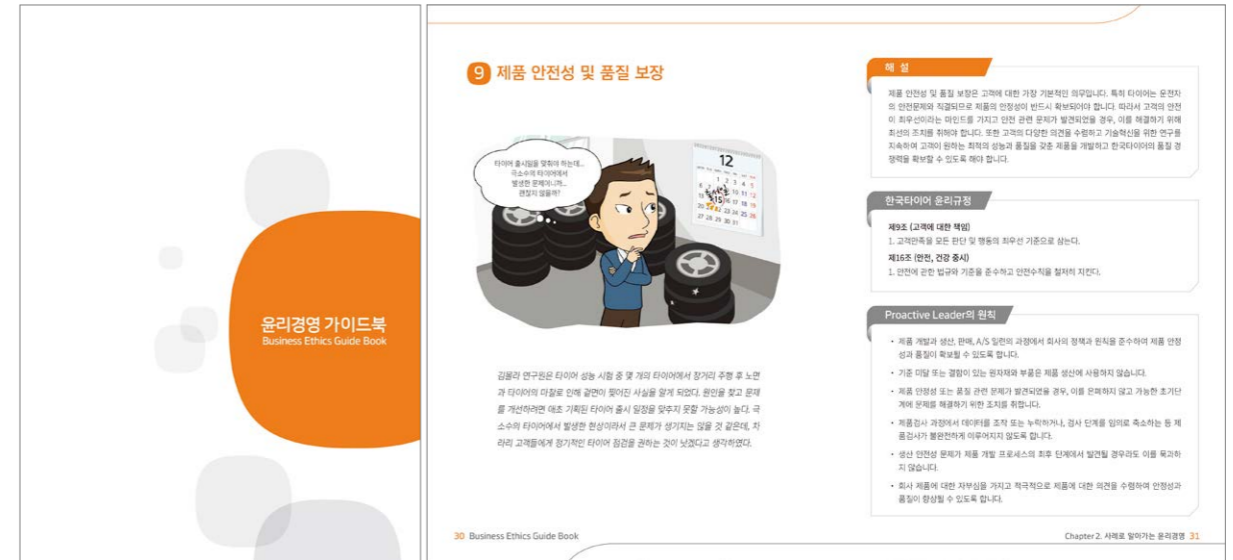 윤리경영 가이드북
Business Ethics Guide Book
9 제품 안전성 및 품질 보장
타이어 출시일을 맞춰야 하는데...
극소수의 타이어에서
발생한 문제이니까...
괜찮지 않을까?
12
1 2 3 4 5
6 7 10 11 12
13 15 16 17 18 19
20 22 23 24 25 26
27 28 29 30 31
김몰라 연구원은 타이어 성능 시험 중 몇 개의 타이어에서 장거리 주행 후 노면
과 타이어의 마찰로 인해 겉면이 찢어진 사실을 알게 되었다. 원인을 찾고 문제
를 개선하려면 애초 기획된 타이어 출시 일정을 맞추지 못할 가능성이 높다. 극
소수의 타이어에서 발생한 현상이라서 큰 문제가 생기지는 않을 것 같은데, 차
라리 고객들에게 정기적인 타이어 점검을 권하는 것이 낫겠다고 생각하였다.
30 Business Ethics Guide Book
해 설
제품 안전성 및 품질 보장은 고객에 대한 가장 기본적인 의무입니다. 특히 타이어는 운전자
의 안전문제와 직결되므로 제품의 안정성이 반드시 확보되어야 합니다. 따라서 고객의 안전
이 최우선이라는 마인드를 가지고 안전 관련 문제가 발견되었을 경우, 이를 해결하기 위해
최선의 조치를 취해야 합니다. 또한 고객의 다양한 의견을 수렴하고 기술혁신을 위한 연구를
지속하여 고객이 원하는 최적의 성능과 품질을 갖춘 제품을 개발하고 한국타이어의 품질 경
쟁력을 확보할 수 있도록 해야 합니다.
한국타이어 윤리규정
제9조 (고객에 대한 책임)
1. 고객만족을 모든 판단 및 행동의 최우선 기준으로 삼는다.
제16조 (안전, 건강 중시)
1. 안전에 관한 법규와 기준을 준수하고 안전수칙을 철저히 지킨다.
Proactive Leader의 원칙
• 제품 개발과 생산, 판매, A/S 일련의 과정에서 회사의 정책과 원칙을 준수하여 제품 안정
성과 품질이 확보될 수 있도록 합니다.
• 기준 미달 또는 결함이 있는 원자재와 부품은 제품 생산에 사용하지 않습니다.
• 제품 안정성 또는 품질 관련 문제가 발견되었을 경우, 이를 은폐하지 않고 가능한 초기단
계에 문제를 해결하기 위한 조치를 취합니다.
• 제품검사 과정에서 데이터를 조작 또는 누락하거나, 검사 단계를 임의로 축소하는 등 제
품검사가 불완전하게 이루어지지 않도록 합니다.
• 생산 안전성 문제가 제품 개발 프로세스의 최후 단계에서 발견될 경우라도 이를 묵과하
지 않습니다.
• 회사 제품에 대한 자부심을 가지고 적극적으로 제품에 대한 의견을 수렴하여 안정성과
품질이 향상될 수 있도록 합니다.
Chapter 2. 사례로 알아가는 윤리경영 31